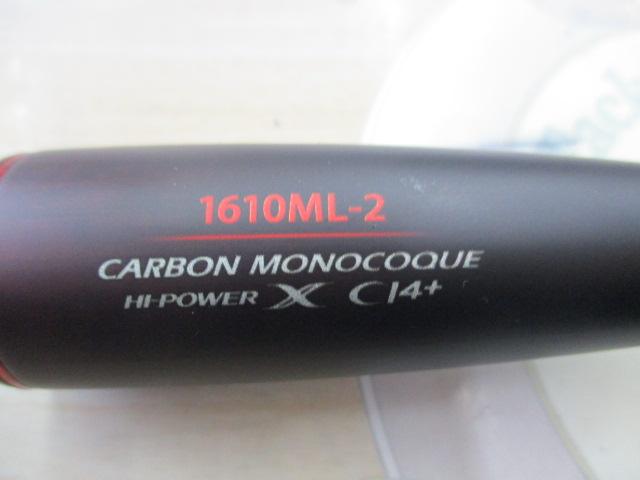 1610ML-2
CARBON MONOCOQUE
HI-POWER X CI4+